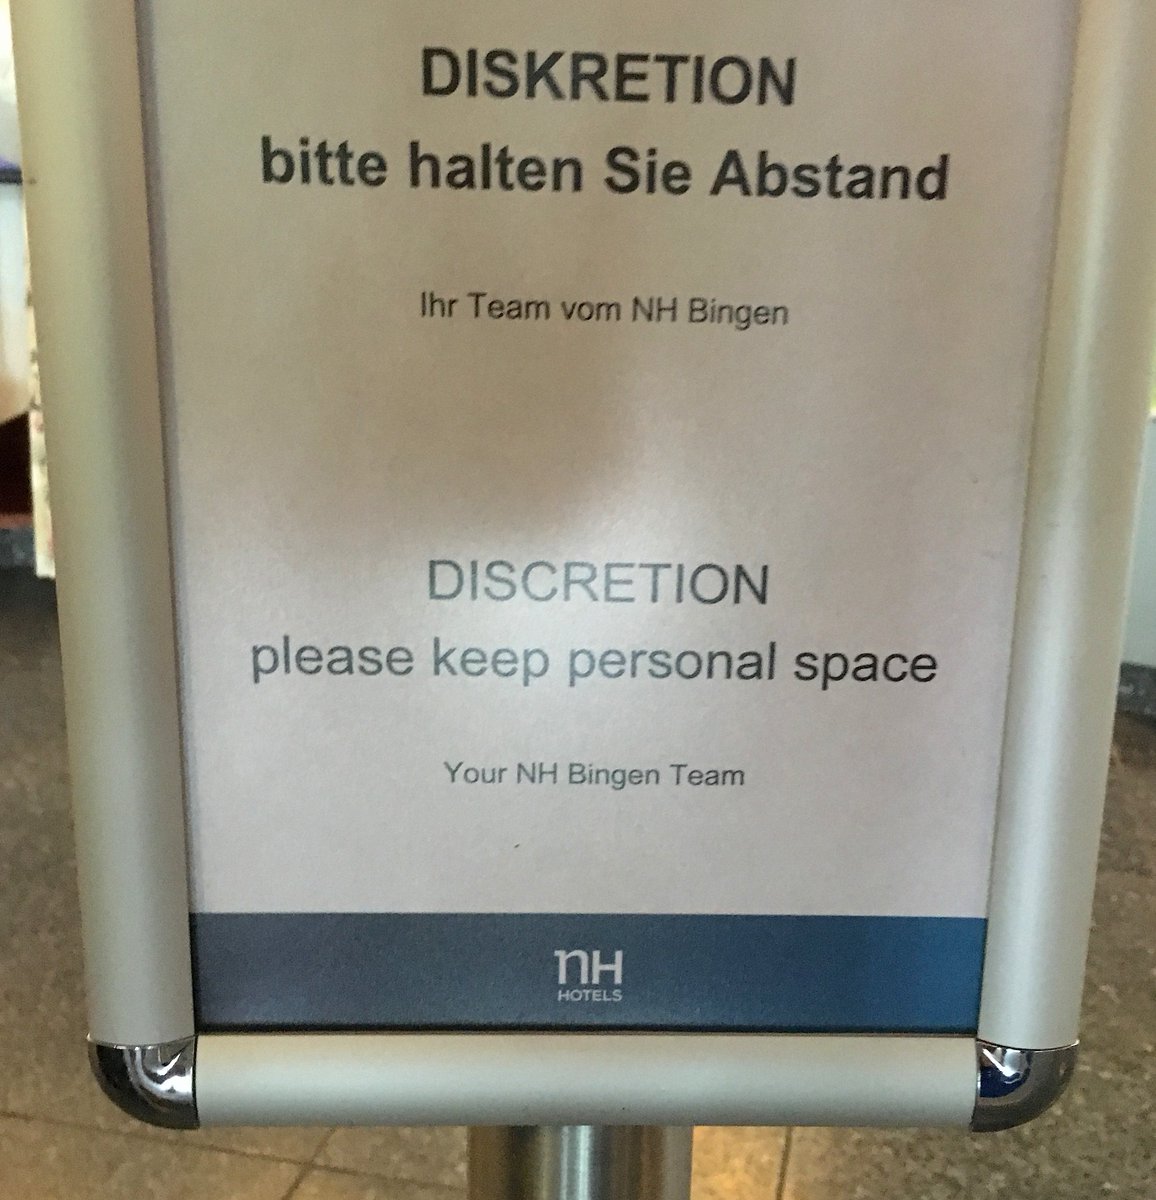 DISKRETION
bitte halten Sie Abstand
Ihr Team vom NH Bingen
DISCRETION
please keep personal space
Your NH Bingen Team
nH
HOTELS